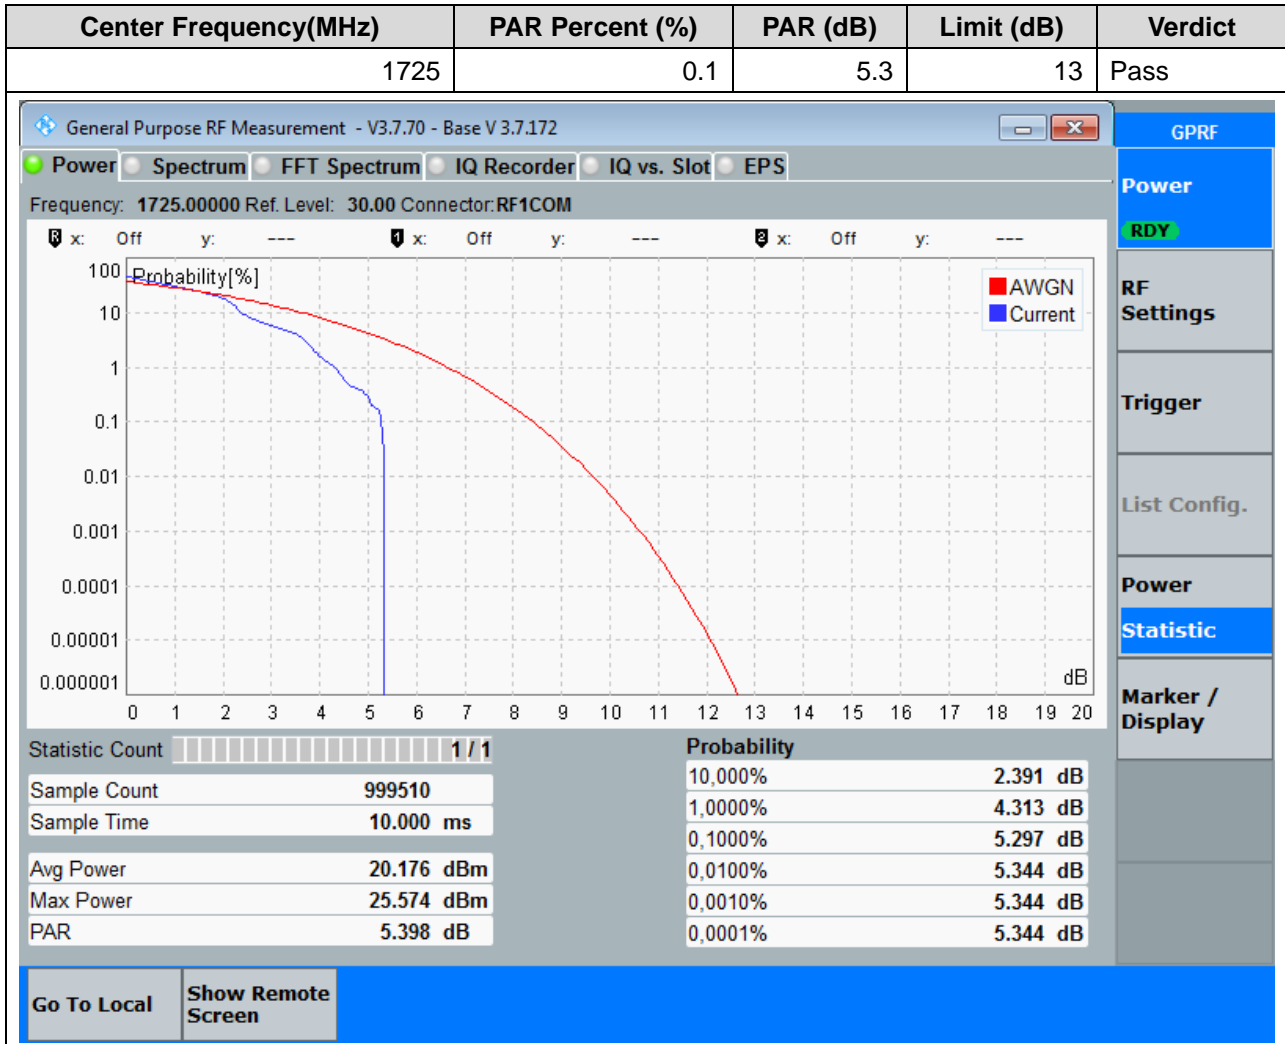 Center Frequency(MHz) PAR Percent (%) PAR (dB) Limit (dB) Verdict
1725 0.1 5.3 13 Pass
General Purpose RF Measurement - V3.7.70 - Base V 3.7.172
GPRF
Power Spectrum FFT Spectrum IQ Recorder IQ vs. Slot EPS
Power
RDY
Frequency: 1725.00000 Ref. Level: 30.00 Connector:RF1COM
R x: Off y: --- 1 x: Off y: --- 2 x: Off y: ---
Probability[%]
AWGN
Current
100
10
1
0.1
0.01
0.001
0.0001
0.00001
0.000001
dB
0 1 2 3 4 5 6 7 8 9 10 11 12 13 14 15 16 17 18 19 20
RF
Settings
Trigger
List Config.
Power
Statistic
Marker /
Display
Statistic Count 1 / 1
Sample Count 999510
Sample Time 10.000 ms
Avg Power 20.176 dBm
Max Power 25.574 dBm
PAR 5.398 dB
Probability
10,000% 2.391 dB
1,0000% 4.313 dB
0,1000% 5.297 dB
0,0100% 5.344 dB
0,0010% 5.344 dB
0,0001% 5.344 dB
Go To Local
Show Remote
Screen